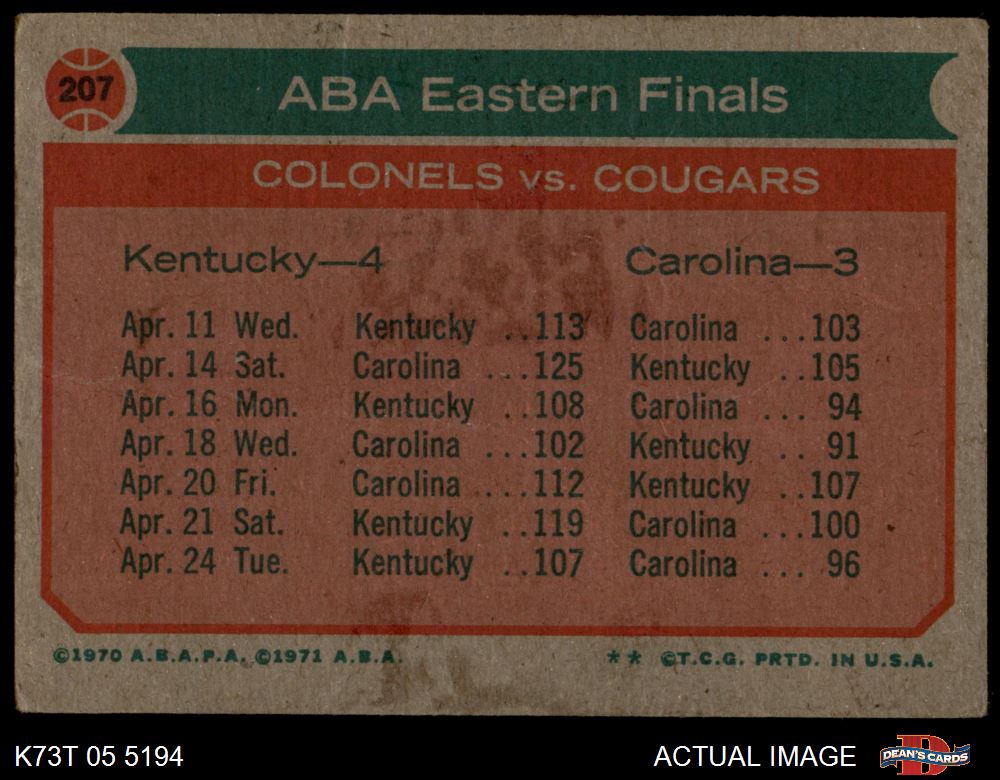 207
ABA Eastern Finals
COLONELS vs. COUGARS
Kentucky—4 Carolina—3
Apr. 11 Wed. Kentucky ..113 Carolina ...103
Apr. 14 Sat. Carolina ...125 Kentucky ..105
Apr. 16 Mon. Kentucky ..108 Carolina ... 94
Apr. 18 Wed. Carolina ...102 Kentucky .. 91
Apr. 20 Fri. Carolina ....112 Kentucky ..107
Apr. 21 Sat. Kentucky ...119 Carolina ...100
Apr. 24 Tue. Kentucky ..107 Carolina ... 96
©1970 A.B.A.P.A. ©1971 A.B.A. ** ©T.C.G. PRTD. IN U.S.A.
K73T 05 5194 ACTUAL IMAGE DEAN'S CARDS